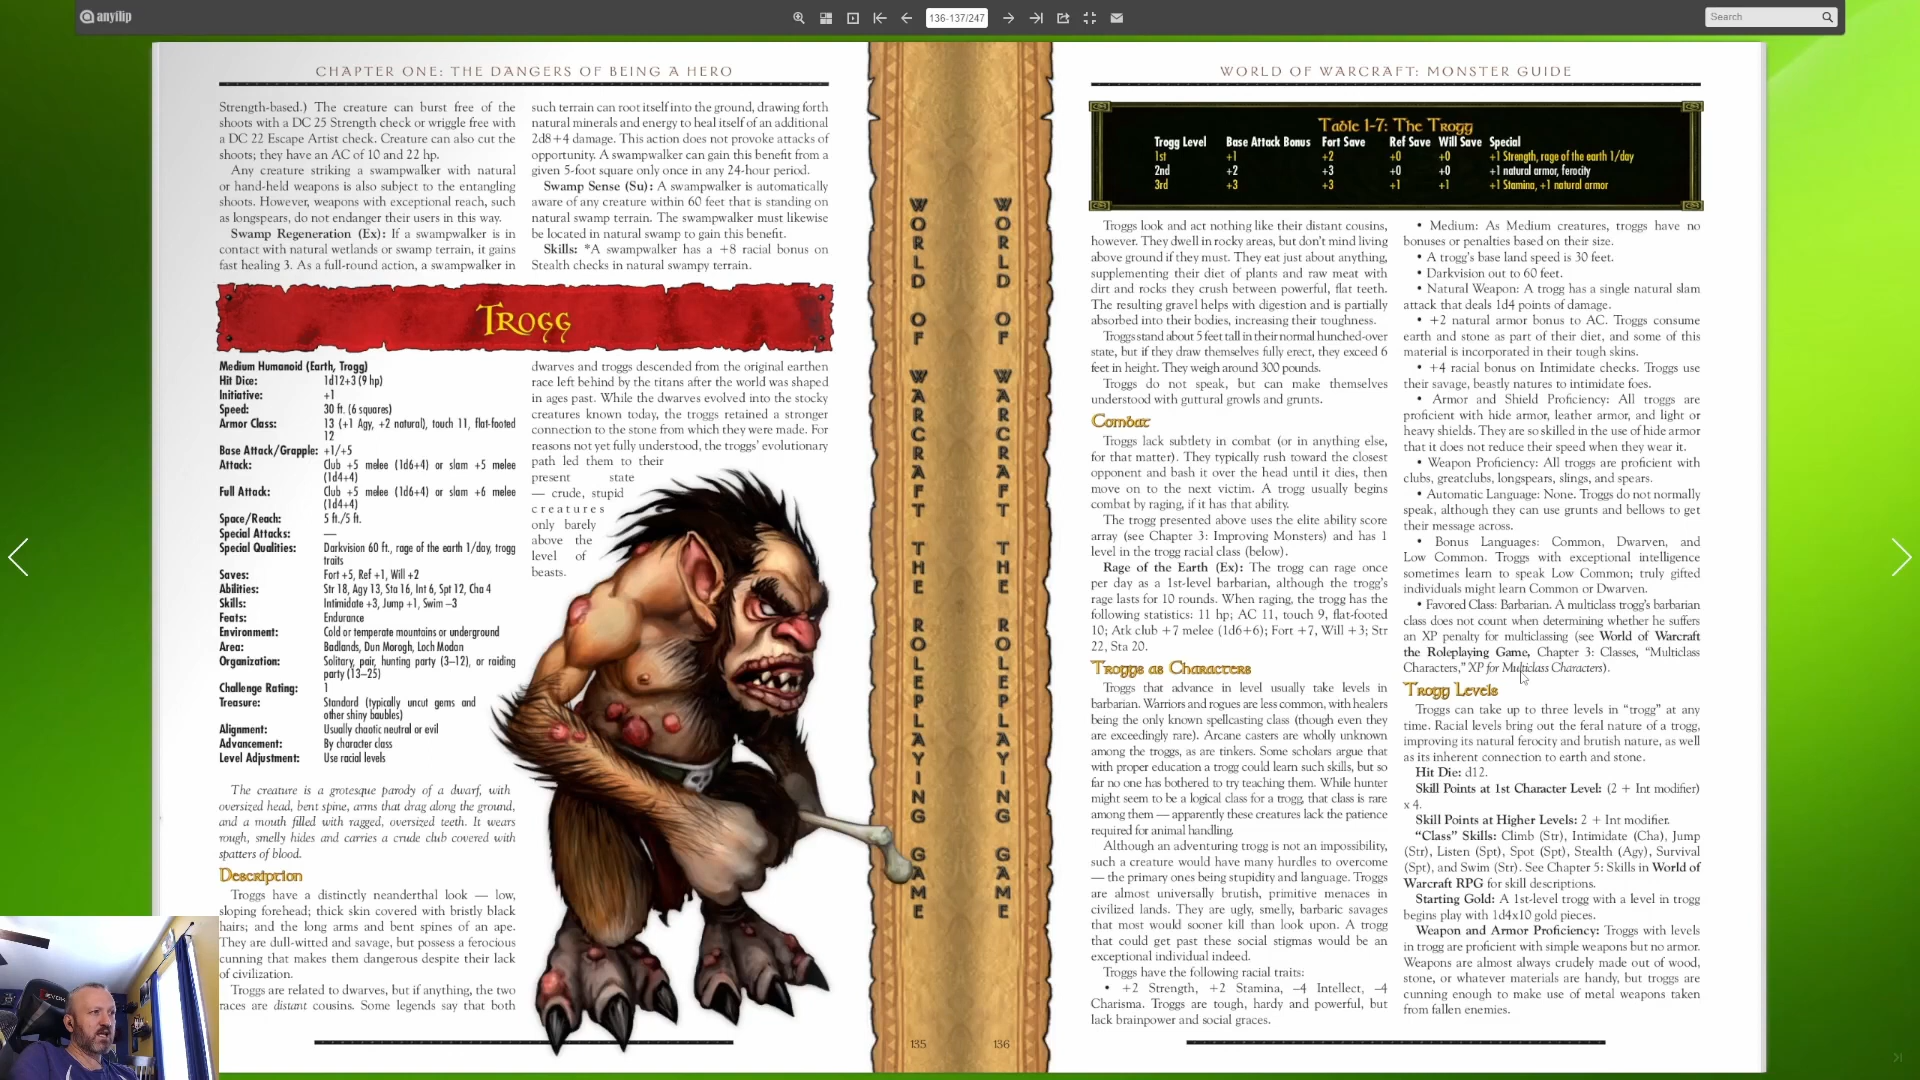 anyflip
136-137/247
Search
CHAPTER ONE: THE DANGERS OF BEING A HERO
Strength-based.) The creature can burst free of the
shoots with a DC 25 Strength check or wriggle free with
a DC 22 Escape Artist check. Creature can also cut the
shoots; they have an AC of 10 and 22 hp.
Any creature striking a swampwalker with natural
or hand-held weapons is also subject to the entangling
shoots. However, weapons with exceptional reach, such
as longspears, do not endanger their users in this way.
Swamp Regeneration (Ex): If a swampwalker is in
contact with natural wetlands or swamp terrain, it gains
fast healing 3. As a full-round action, a swampwalker in
such terrain can root itself into the ground, drawing forth
natural minerals and energy to heal itself of an additional
2d8+4 damage. This action does not provoke attacks of
opportunity. A swampwalker can gain this benefit from a
given 5-foot square only once in any 24-hour period.
Swamp Sense (Su): A swampwalker is automatically
aware of any creature within 60 feet that is standing on
natural swamp terrain. The swampwalker must likewise
be located in natural swamp to gain this benefit.
Skills: *A swampwalker has a +8 racial bonus on
Stealth checks in natural swampy terrain.
TROGG
Medium Humanoid (Earth, Trogg)
Hit Dice: 1d12+3 (9 hp)
Initiative: +1
Speed: 30 ft. (6 squares)
Armor Class: 13 (+1 Agy, +2 natural), touch 11, flat-footed
12
Base Attack/Grapple: +1/+5
Attack: Club +5 melee (1d6+4) or slam +5 melee
(1d4+4)
Full Attack: Club +5 melee (1d6+4) or slam +6 melee
(1d4+4)
Space/Reach: 5 ft./5 ft.
Special Attacks: —
Special Qualities: Darkvision 60 ft., rage of the earth 1/day, trogg
traits
Saves: Fort +5, Ref +1, Will +2
Abilities: Str 18, Agy 13, Sta 16, Int 6, Spt 12, Cha 4
Skills: Intimidate +3, Jump +1, Swim –3
Feats: Endurance
Environment: Cold or temperate mountains or underground
Area: Badlands, Dun Morogh, Loch Modan
Organization: Solitary, pair, hunting party (3–12), or raiding
party (13–25)
Challenge Rating: 1
Treasure: Standard (typically uncut gems and
other shiny baubles)
Alignment: Usually chaotic neutral or evil
Advancement: By character class
Level Adjustment: Use racial levels
The creature is a grotesque parody of a dwarf, with
oversized head, bent spine, arms that drag along the ground,
and a mouth filled with ragged, oversized teeth. It wears
rough, smelly hides and carries a crude club covered with
spatters of blood.
Description
Troggs have a distinctly neanderthal look — low,
sloping forehead; thick skin covered with bristly black
hairs; and the long arms and bent spines of an ape.
They are dull-witted and savage, but possess a ferocious
cunning that makes them dangerous despite their lack
of civilization.
Troggs are related to dwarves, but if anything, the two
races are distant cousins. Some legends say that both
dwarves and troggs descended from the original earthen
race left behind by the titans after the world was shaped
in ages past. While the dwarves evolved into the stocky
creatures known today, the troggs retained a stronger
connection to the stone from which they were made. For
reasons not yet fully understood, the troggs' evolutionary
path led them to their
present state
— crude, stupid
creatures
only barely
above the
level of
beasts.
WORLD OF WARCRAFT THE ROLEPLAYING GAME
135
WORLD OF WARCRAFT THE ROLEPLAYING GAME
136
WORLD OF WARCRAFT: MONSTER GUIDE
Table 1-7: The Trogg
Trogg Level Base Attack Bonus Fort Save Ref Save Will Save Special
1st +1 +2 +0 +0 +1 Strength, rage of the earth 1/day
2nd +2 +3 +0 +0 +1 natural armor, ferocity
3rd +3 +3 +1 +1 +1 Stamina, +1 natural armor
Troggs look and act nothing like their distant cousins,
however. They dwell in rocky areas, but don't mind living
above ground if they must. They eat just about anything,
supplementing their diet of plants and raw meat with
dirt and rocks they crush between powerful, flat teeth.
The resulting gravel helps with digestion and is partially
absorbed into their bodies, increasing their toughness.
Troggs stand about 5 feet tall in their normal hunched-over
state, but if they draw themselves fully erect, they exceed 6
feet in height. They weigh around 300 pounds.
Troggs do not speak, but can make themselves
understood with guttural growls and grunts.
Combat
Troggs lack subtlety in combat (or in anything else,
for that matter). They typically rush toward the closest
opponent and bash it over the head until it dies, then
move on to the next victim. A trogg usually begins
combat by raging, if it has that ability.
The trogg presented above uses the elite ability score
array (see Chapter 3: Improving Monsters) and has 1
level in the trogg racial class (below).
Rage of the Earth (Ex): The trogg can rage once
per day as a 1st-level barbarian, although the trogg's
rage lasts for 10 rounds. When raging, the trogg has the
following statistics: 11 hp; AC 11, touch 9, flat-footed
10; Atk club +7 melee (1d6+6); Fort +7, Will +3; Str
22, Sta 20.
Troggs as Characters
Troggs that advance in level usually take levels in
barbarian. Warriors and rogues are less common, with healers
being the only known spellcasting class (though even they
are exceedingly rare). Arcane casters are wholly unknown
among the troggs, as are tinkers. Some scholars argue that
with proper education a trogg could learn such skills, but so
far no one has bothered to try teaching them. While hunter
might seem to be a logical class for a trogg, that class is rare
among them — apparently these creatures lack the patience
required for animal handling.
Although an adventuring trogg is not an impossibility,
such a creature would have many hurdles to overcome
— the primary ones being stupidity and language. Troggs
are almost universally brutish, primitive menaces in
civilized lands. They are ugly, smelly, barbaric savages
that most would sooner kill than look upon. A trogg
that could get past these social stigmas would be an
exceptional individual indeed.
Troggs have the following racial traits:
• +2 Strength, +2 Stamina, –4 Intellect, –4
Charisma. Troggs are tough, hardy and powerful, but
lack brainpower and social graces.
• Medium: As Medium creatures, troggs have no
bonuses or penalties based on their size.
• A trogg's base land speed is 30 feet.
• Darkvision out to 60 feet.
• Natural Weapon: A trogg has a single natural slam
attack that deals 1d4 points of damage.
• +2 natural armor bonus to AC. Troggs consume
earth and stone as part of their diet, and some of this
material is incorporated in their tough skins.
• +4 racial bonus on Intimidate checks. Troggs use
their savage, beastly natures to intimidate foes.
• Armor and Shield Proficiency: All troggs are
proficient with hide armor, leather armor, and light or
heavy shields. They are so skilled in the use of hide armor
that it does not reduce their speed when they wear it.
• Weapon Proficiency: All troggs are proficient with
clubs, greatclubs, longspears, slings, and spears.
• Automatic Language: None. Troggs do not normally
speak, although they can use grunts and bellows to get
their message across.
• Bonus Languages: Common, Dwarven, and
Low Common. Troggs with exceptional intelligence
sometimes learn to speak Low Common; truly gifted
individuals might learn Common or Dwarven.
• Favored Class: Barbarian. A multiclass trogg's barbarian
class does not count when determining whether he suffers
an XP penalty for multiclassing (see World of Warcraft
the Roleplaying Game, Chapter 3: Classes, "Multiclass
Characters," XP for Multiclass Characters).
Trogg Levels
Troggs can take up to three levels in "trogg" at any
time. Racial levels bring out the feral nature of a trogg,
improving its natural ferocity and brutish nature, as well
as its inherent connection to earth and stone.
Hit Die: d12.
Skill Points at 1st Character Level: (2 + Int modifier)
x 4.
Skill Points at Higher Levels: 2 + Int modifier.
"Class" Skills: Climb (Str), Intimidate (Cha), Jump
(Str), Listen (Spt), Spot (Spt), Stealth (Agy), Survival
(Spt), and Swim (Str). See Chapter 5: Skills in World of
Warcraft RPG for skill descriptions.
Starting Gold: A 1st-level trogg with a level in trogg
begins play with 1d4x10 gold pieces.
Weapon and Armor Proficiency: Troggs with levels
in trogg are proficient with simple weapons but no armor.
Weapons are almost always crudely made out of wood,
stone, or whatever materials are handy, but troggs are
cunning enough to make use of metal weapons taken
from fallen enemies.